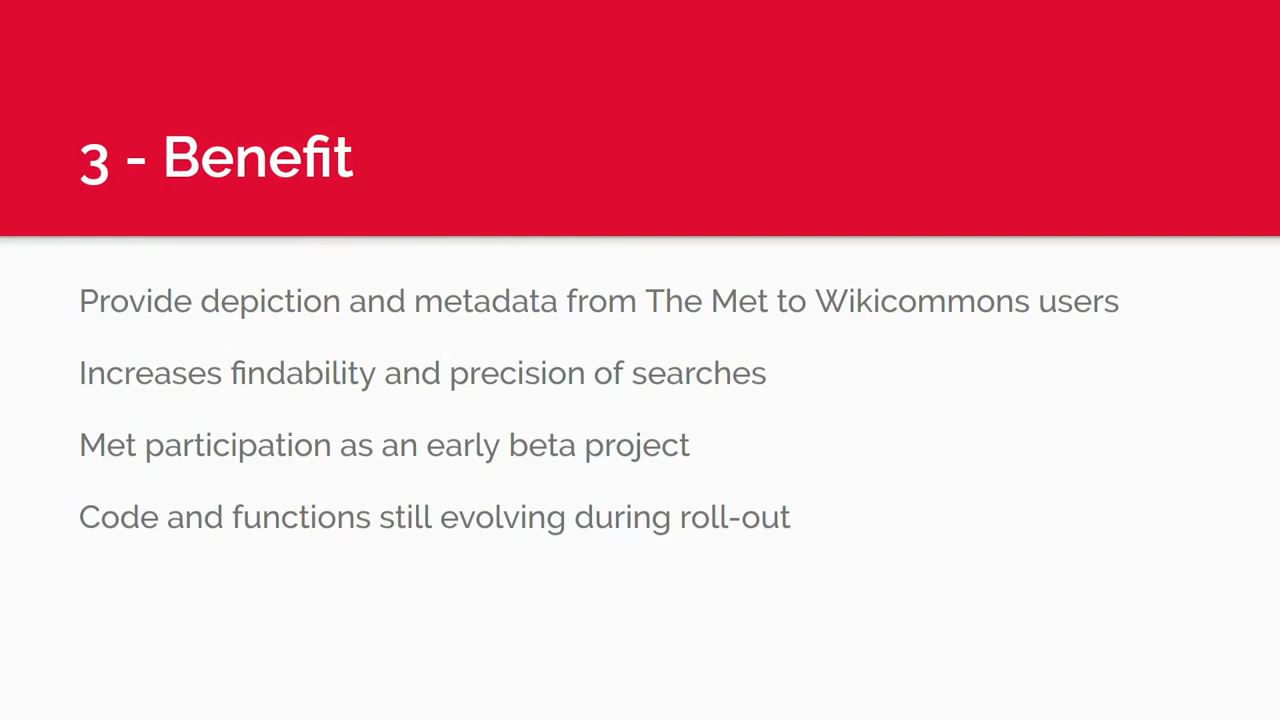 3 - Benefit
Provide depiction and metadata from The Met to Wikicommons users
Increases findability and precision of searches
Met participation as an early beta project
Code and functions still evolving during roll-out